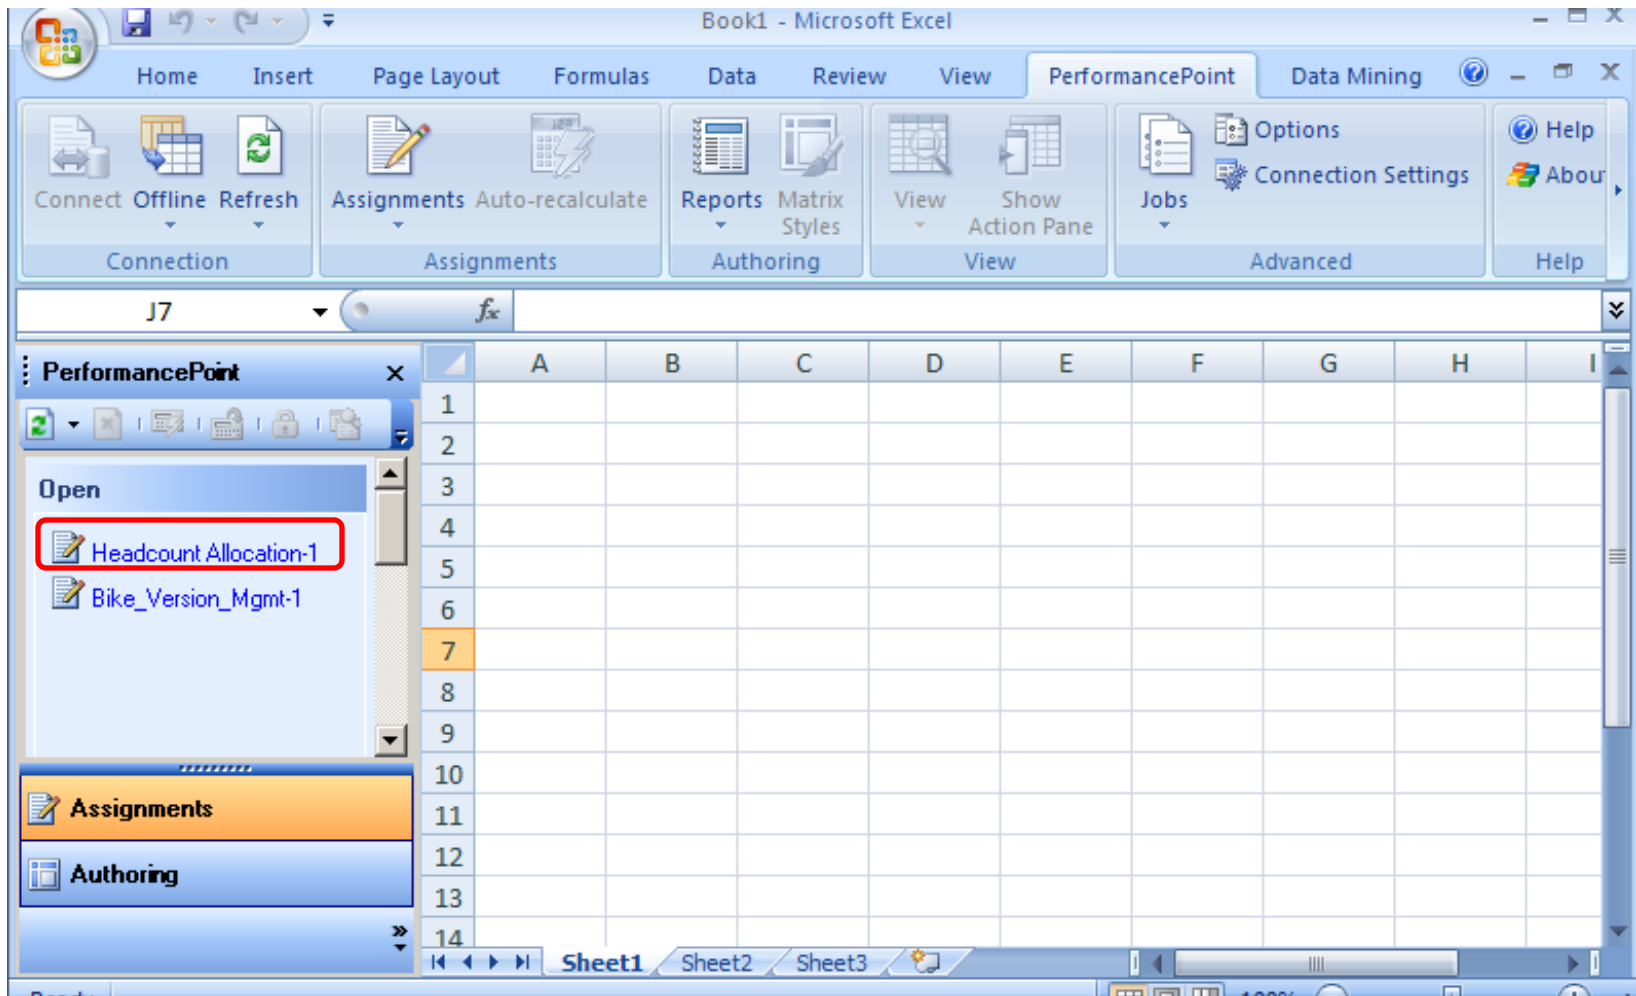 Book1 - Microsoft Excel
Home Insert Page Layout Formulas Data Review View PerformancePoint Data Mining
Connect Offline Refresh
Connection
Assignments Auto-recalculate
Assignments
Reports Matrix Styles
Authoring
View Show Action Pane
View
Jobs Options
Connection Settings
Advanced
Help
Abou
Help
J7 fx
PerformancePoint
Open
Headcount Allocation-1
Bike_Version_Mgmt-1
Assignments
Authoring
A B C D E F G H I
1
2
3
4
5
6
7
8
9
10
11
12
13
14
Sheet1 Sheet2 Sheet3